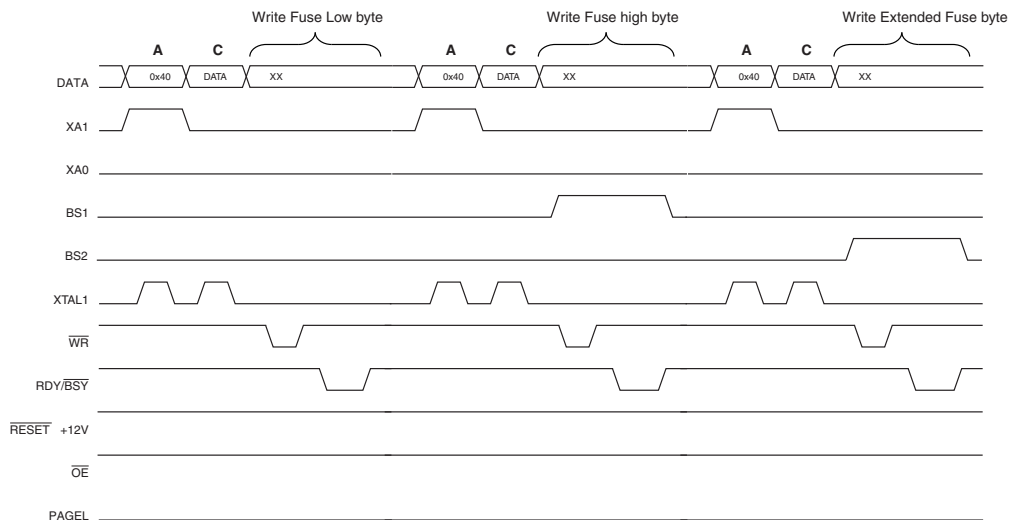 Write Fuse Low byte Write Fuse high byte Write Extended Fuse byte
A C A C A C
DATA 0x40 DATA XX 0x40 DATA XX 0x40 DATA XX
XA1
XA0
BS1
BS2
XTAL1
WR
RDY/BSY
RESET +12V
OE
PAGEL